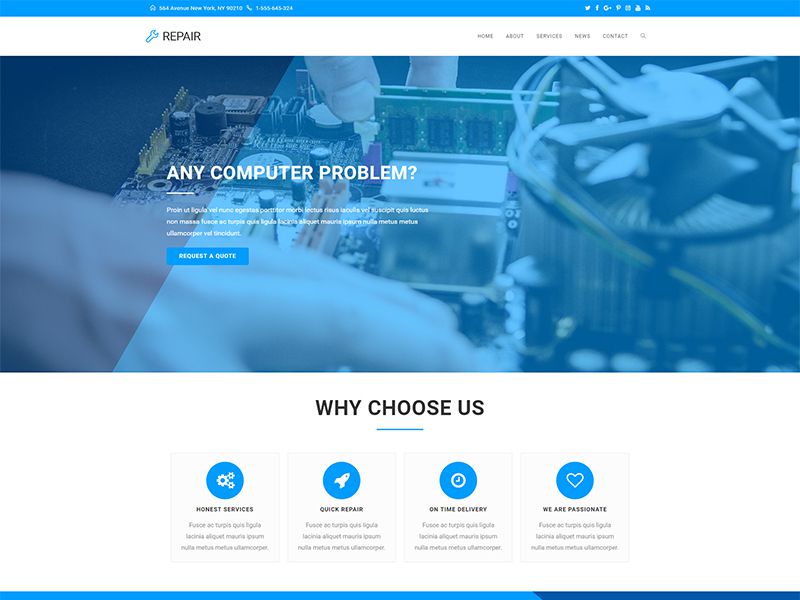 564 Avenue New York, NY 90210 1-555-645-324
REPAIR
HOME ABOUT SERVICES NEWS CONTACT
ANY COMPUTER PROBLEM?
Proin ut ligula vel nunc egestas porttitor morbi lectus risus iaculis vel suscipit quis luctus
non massa fusce ac turpis quis ligula lacinia aliquet mauris ipsum nulla metus metus
ullamcorper vel tincidunt.
REQUEST A QUOTE
WHY CHOOSE US
HONEST SERVICES
Fusce ac turpis quis ligula
lacinia aliquet mauris ipsum
nulla metus metus ullamcorper.
QUICK REPAIR
Fusce ac turpis quis ligula
lacinia aliquet mauris ipsum
nulla metus metus ullamcorper.
ON TIME DELIVERY
Fusce ac turpis quis ligula
lacinia aliquet mauris ipsum
nulla metus metus ullamcorper.
WE ARE PASSIONATE
Fusce ac turpis quis ligula
lacinia aliquet mauris ipsum
nulla metus metus ullamcorper.